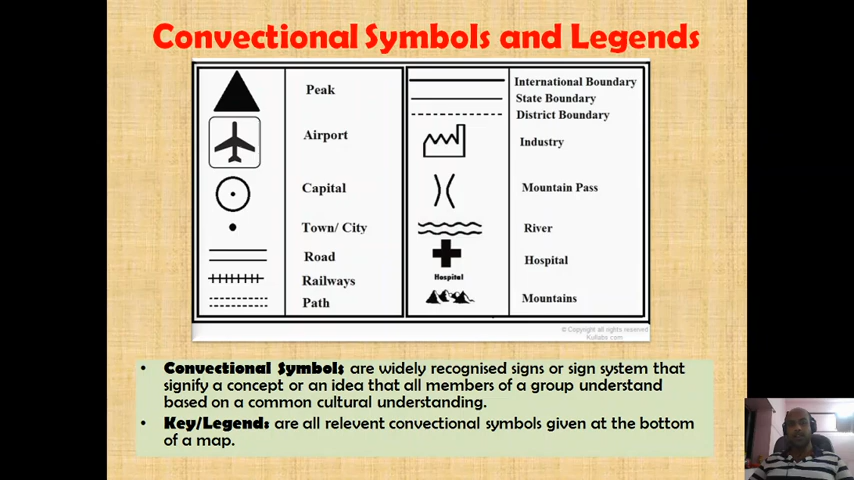 Convectional Symbols and Legends
Peak
Airport
Capital
Town/ City
Road
Railways
Path
International Boundary
State Boundary
District Boundary
Industry
Mountain Pass
River
Hospital
Hospital
Mountains
© Copyright all rights reserved
Kullabs.com
• Convectional Symbols are widely recognised signs or sign system that
signify a concept or an idea that all members of a group understand
based on a common cultural understanding.
• Key/Legends are all relevent convectional symbols given at the bottom
of a map.